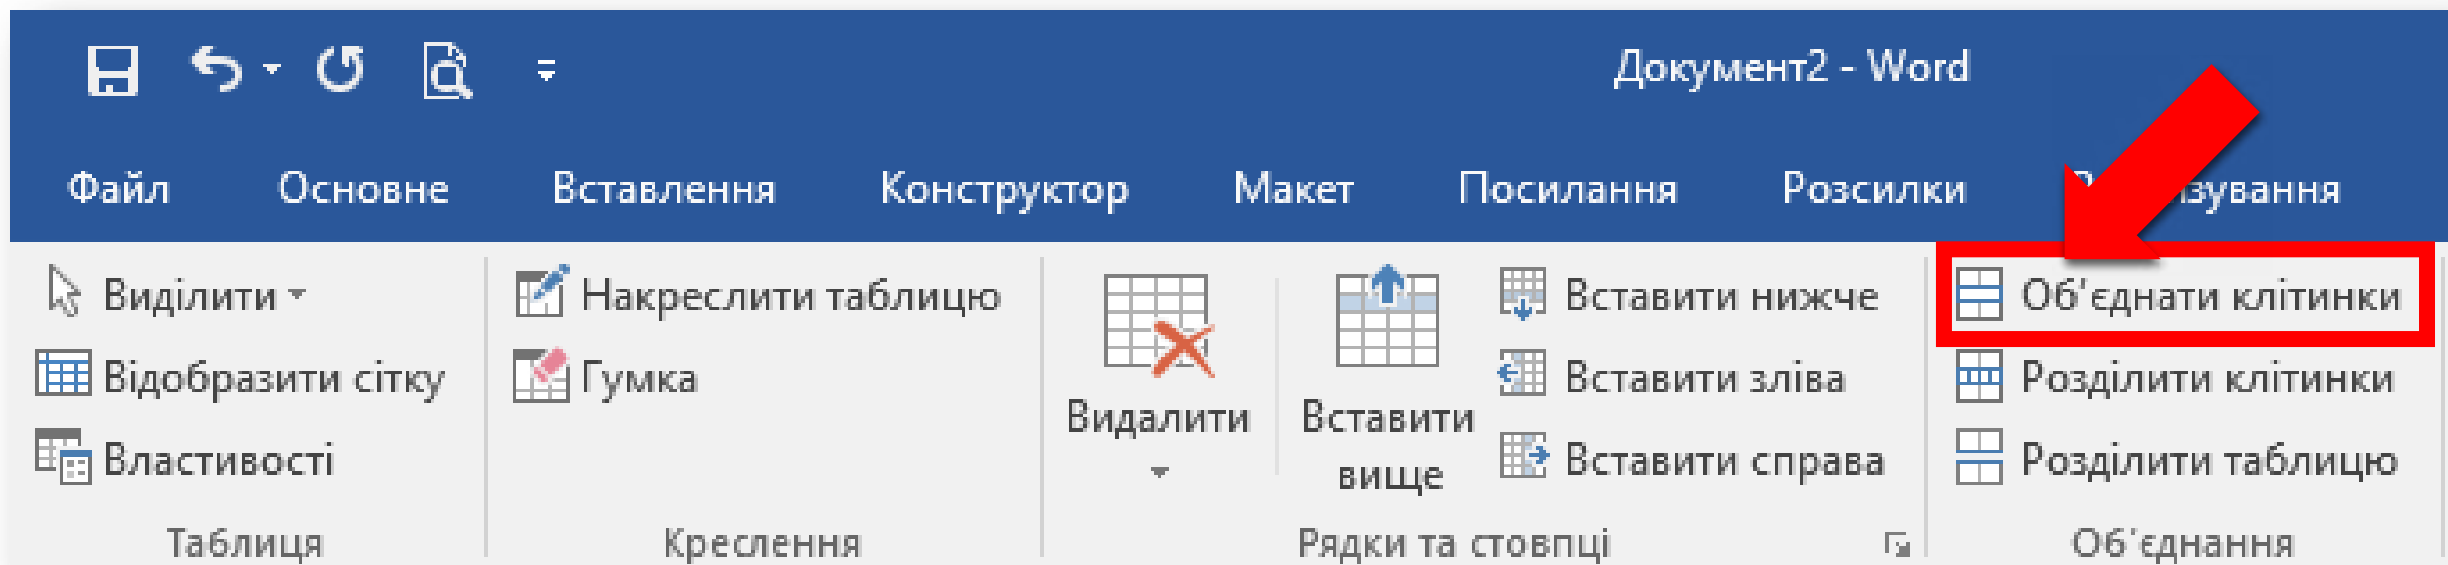 Документ2 - Word
Файл Основне Вставлення Конструктор Макет Посилання Розсилки
Виділити Накреслити таблицю Вставити нижче Об'єднати клітинки
Відобразити сітку Гумка Видалити Вставити вище Вставити зліва Розділити клітинки
Властивості Вставити справа Розділити таблицю
Таблиця Креслення Рядки та стовпці Об'єднання